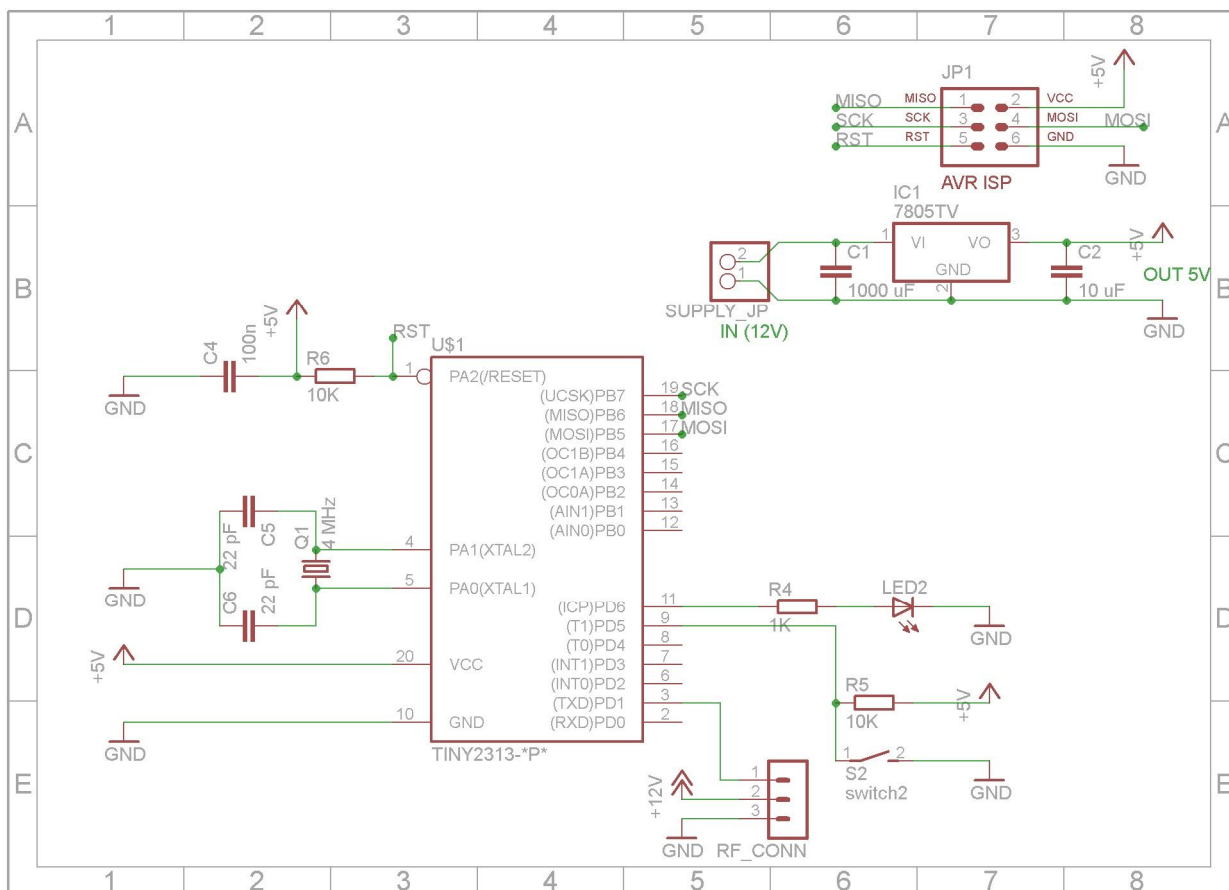 1 2 3 4 5 6 7 8
A A
B B
C C
D D
E E
1 2 3 4 5 6 7 8
JP1
+5V
MISO MISO 1 2 VCC
SCK SCK 3 4 MOSI MOSI
RST RST 5 6 GND
AVR ISP
GND
IC1
7805TV
SUPPLY_JP
2
1
IN (12V)
C1
1000 uF
1 VI VO 3
GND
2
C2
10 uF
+5V
OUT 5V
GND
C4
100n
+5V
R6
10K
GND
RST
U$1
1 PA2(/RESET)
(UCSK)PB7 19 SCK
(MISO)PB6 18 MISO
(MOSI)PB5 17 MOSI
(OC1B)PB4 16
(OC1A)PB3 15
(OC0A)PB2 14
(AIN1)PB1 13
(AIN0)PB0 12
4 PA1(XTAL2)
5 PA0(XTAL1)
(ICP)PD6 11
(T1)PD5 9
(T0)PD4 8
(INT1)PD3 7
(INT0)PD2 6
(TXD)PD1 3
(RXD)PD0 2
20 VCC
10 GND
TINY2313-*P*
22 pF
C5
Q1
4 MHz
C6
22 pF
GND
+5V
GND
R4
1K
LED2
GND
R5
10K
+5V
1 2
S2
switch2
GND
+12V
1
2
3
GND
RF_CONN